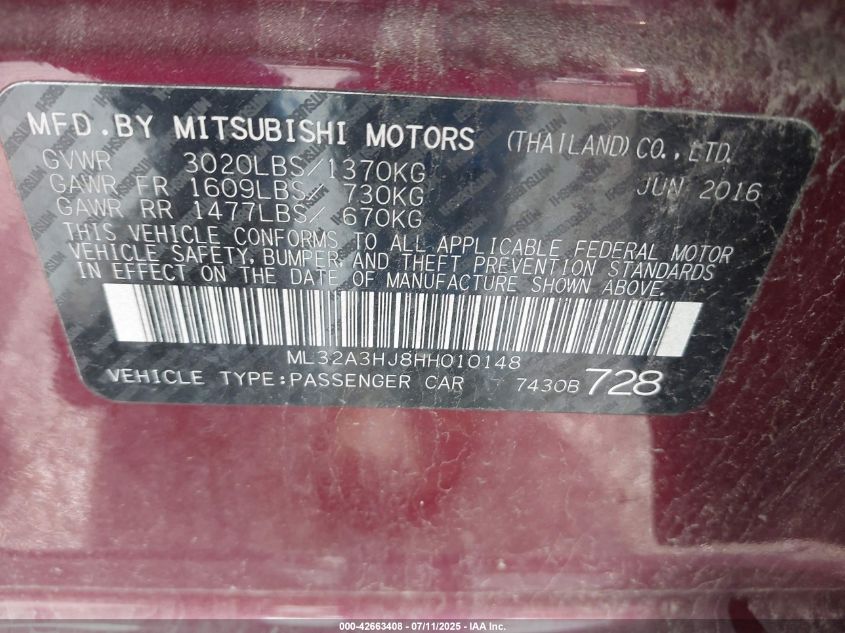 MFD.BY MITSUBISHI MOTORS (THAILAND) CO.,LTD.
GVWR 3020LBS/1370KG JUN 2016
GAWR FR 1609LBS/ 730KG
GAWR RR 1477LBS/ 670KG
THIS VEHICLE CONFORMS TO ALL APPLICABLE FEDERAL MOTOR
VEHICLE SAFETY, BUMPER, AND THEFT PREVENTION STANDARDS
IN EFFECT ON THE DATE OF MANUFACTURE SHOWN ABOVE.
ML32A3HJ8HH010148
VEHICLE TYPE:PASSENGER CAR 7430B 728
000-42663408 - 07/11/2025 - IAA Inc.